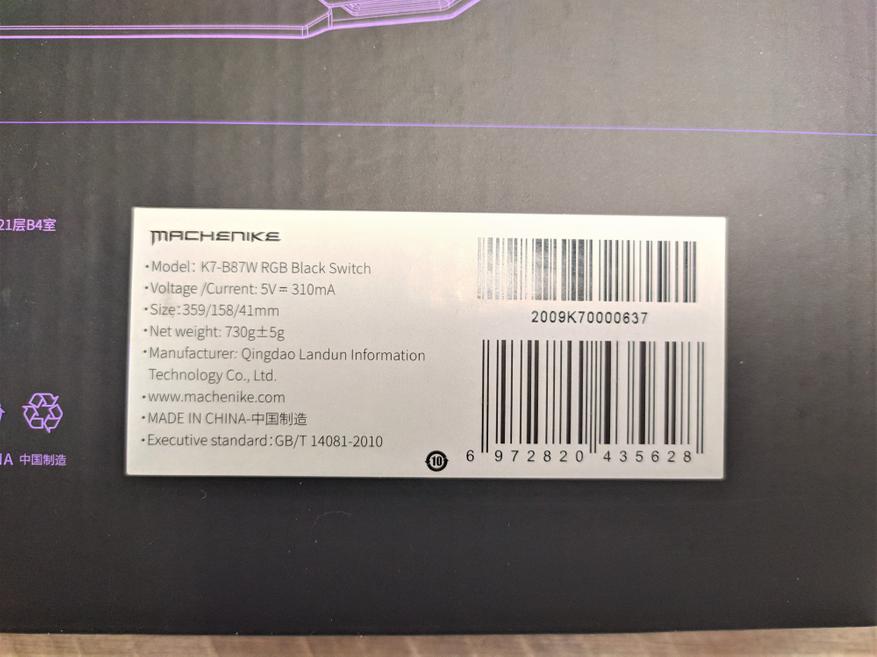 21层B4室
MACHENIKE
•Model: K7-B87W RGB Black Switch
•Voltage /Current: 5V⎓310mA
•Size:359/158/41mm
•Net weight: 730g±5g
•Manufacturer: Qingdao Landun Information
Technology Co., Ltd.
•www.machenike.com
•MADE IN CHINA-中国制造
•Executive standard:GB/T 14081-2010
10
2009K70000637
6 972820 435628
中国制造